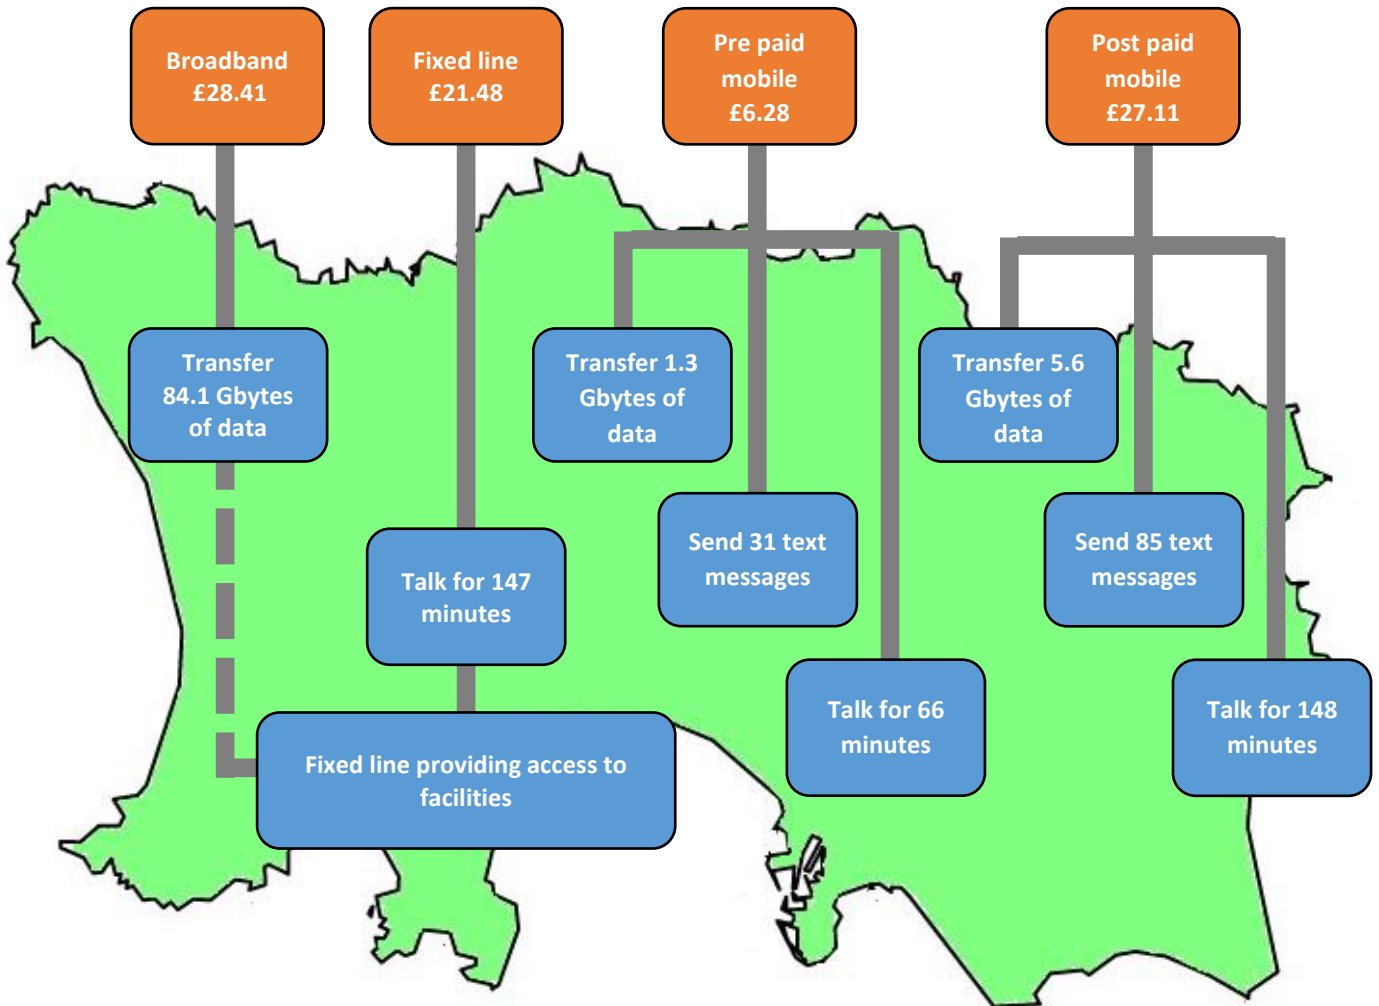 Broadband
£28.41
Fixed line
£21.48
Pre paid
mobile
£6.28
Post paid
mobile
£27.11
Transfer
84.1 Gbytes
of data
Transfer 1.3
Gbytes of
data
Transfer 5.6
Gbytes of
data
Send 31 text
messages
Send 85 text
messages
Talk for 147
minutes
Talk for 66
minutes
Talk for 148
minutes
Fixed line providing access to
facilities